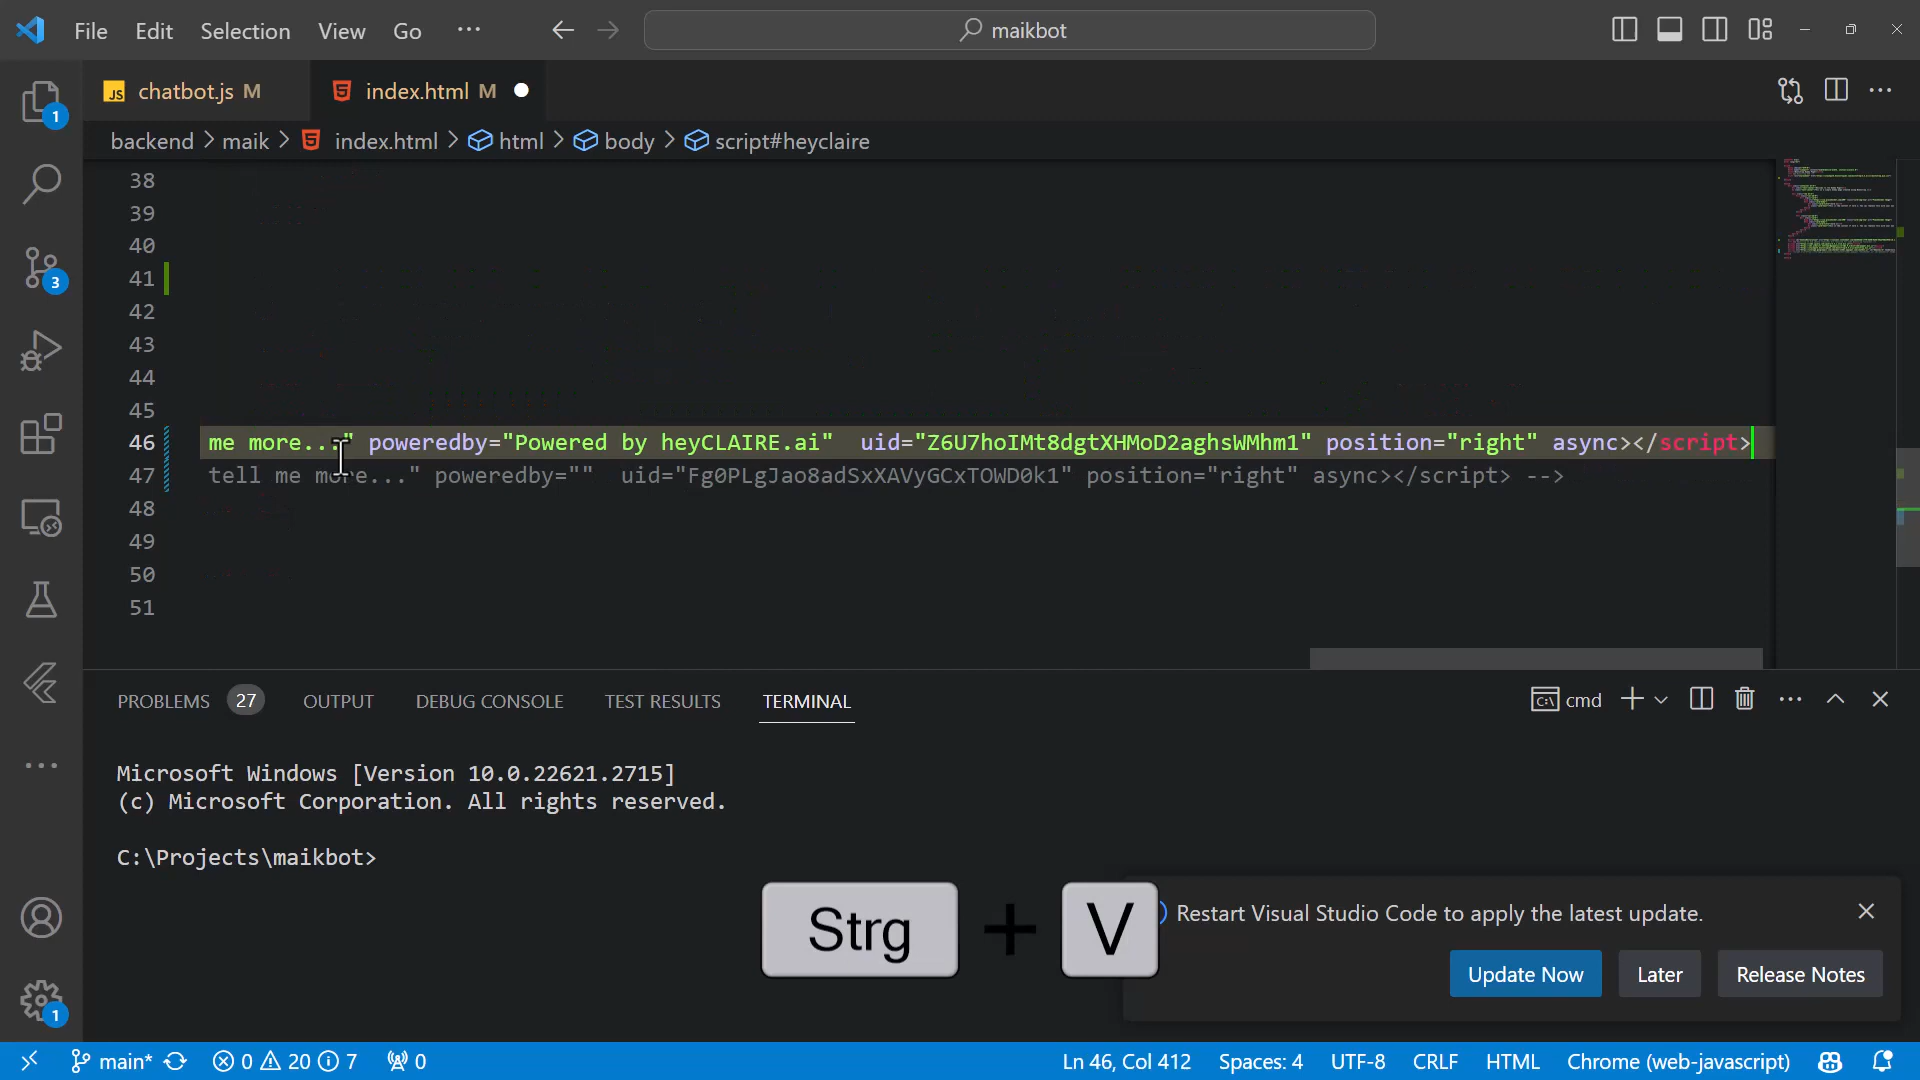 File Edit Selection View Go ··· maikbot
chatbot.js M index.html M
backend > maik > index.html > html > body > script#heyclaire
38
39
40
41
42
43
44
45
46 me more..." poweredby="Powered by heyCLAIRE.ai"  uid="Z6U7hoIMt8dgtXHMoD2aghsWMhm1" position="right" async></script>
47 tell me more..." poweredby=""  uid="Fg0PLgJao8adSxXAVyGCxTOWD0k1" position="right" async></script> -->
48
49
50
51
PROBLEMS 27 OUTPUT DEBUG CONSOLE TEST RESULTS TERMINAL cmd
Microsoft Windows [Version 10.0.22621.2715]
(c) Microsoft Corporation. All rights reserved.
C:\Projects\maikbot>
Strg + V
Restart Visual Studio Code to apply the latest update.
Update Now Later Release Notes
1
3
1
main* 0 20 7 0 Ln 46, Col 412 Spaces: 4 UTF-8 CRLF HTML Chrome (web-javascript)